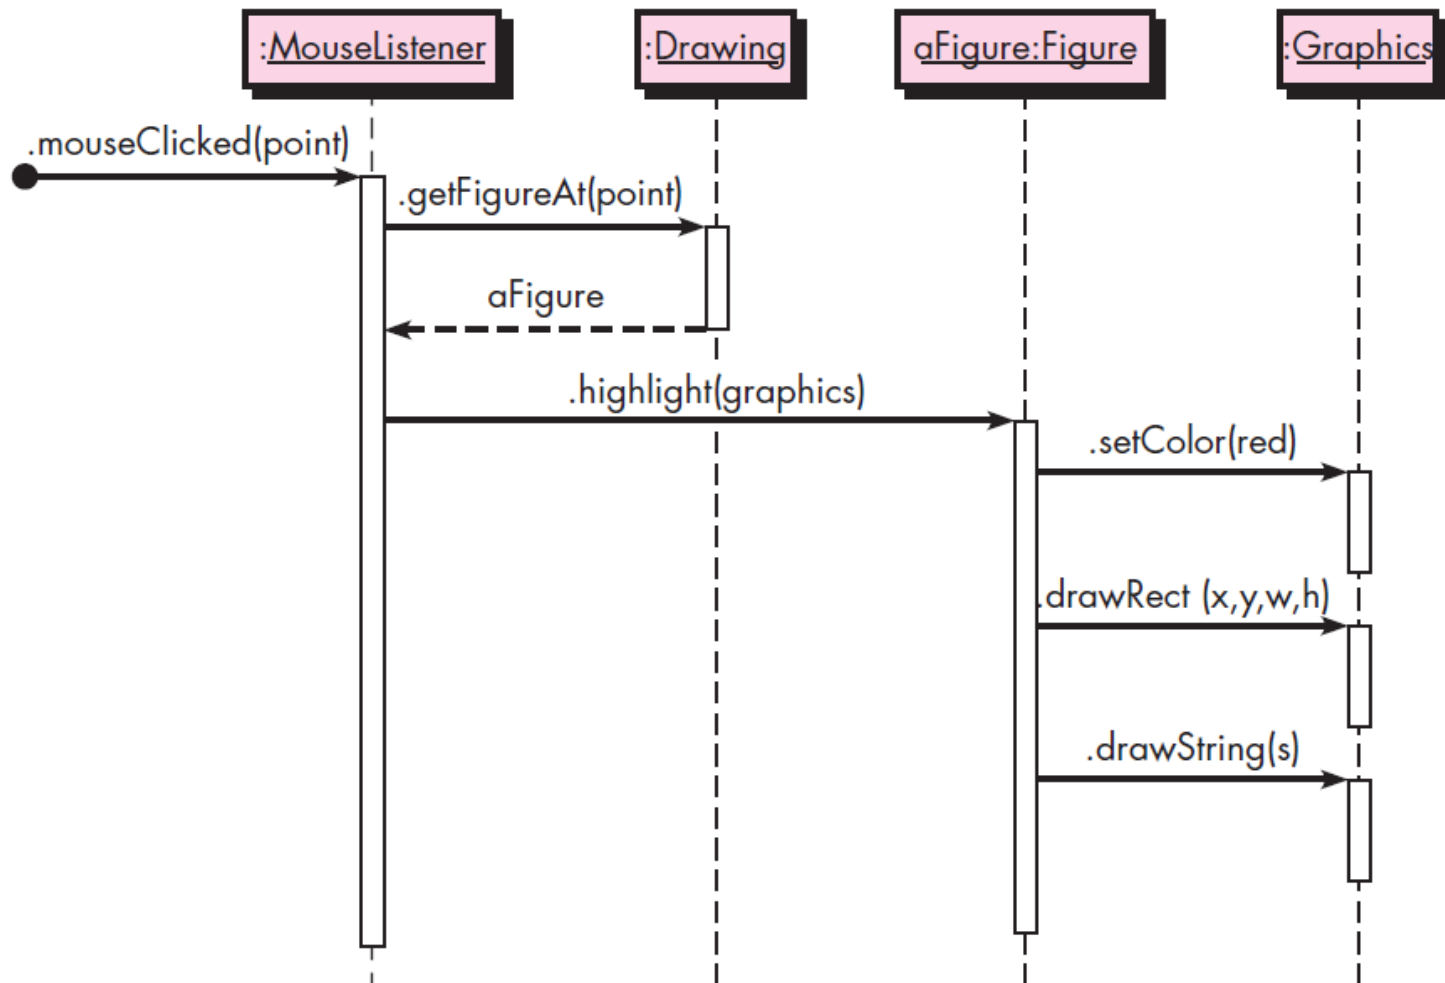 :MouseListener
:Drawing
aFigure:Figure
:Graphics
.mouseClicked(point)
.getFigureAt(point)
aFigure
.highlight(graphics)
.setColor(red)
.drawRect (x,y,w,h)
.drawString(s)